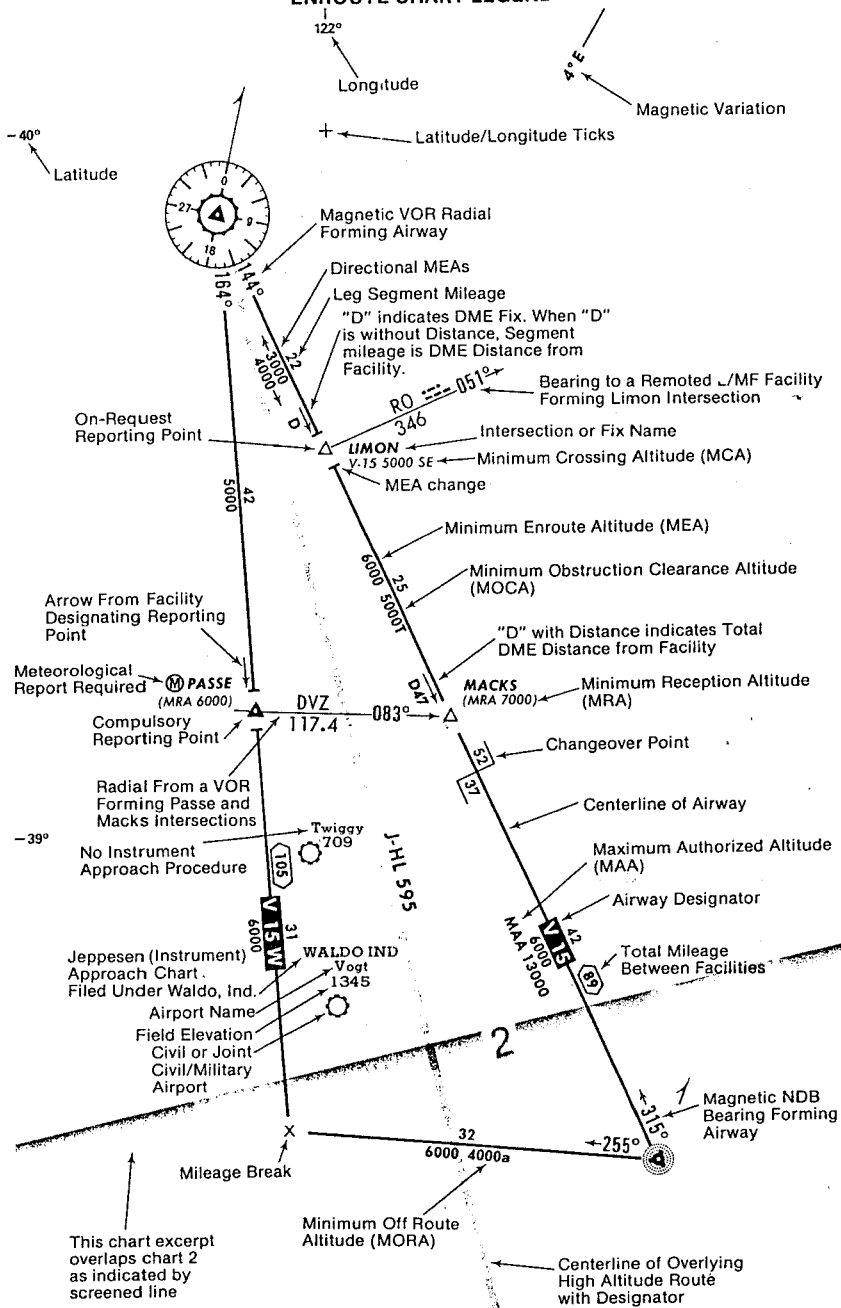 ENROUTE CHART LEGEND
122°
Longitude
4°E
Magnetic Variation
-40°
Latitude/Longitude Ticks
Latitude
0
27
9
18
Magnetic VOR Radial
Forming Airway
164°
144°
Directional MEAs
Leg Segment Mileage
"D" indicates DME Fix. When "D"
is without Distance, Segment
mileage is DME Distance from
Facility.
22
3000
4000
D
RO
346
051°
Bearing to a Remoted L/MF Facility
Forming Limon Intersection
On-Request
Reporting Point
LIMON
Intersection or Fix Name
V-15 5000 SE
Minimum Crossing Altitude (MCA)
MEA change
42
5000
Minimum Enroute Altitude (MEA)
25
6000 5000T
Minimum Obstruction Clearance Altitude
(MOCA)
Arrow From Facility
Designating Reporting
Point
"D" with Distance indicates Total
DME Distance from Facility
D47
Meteorological
Report Required
M PASSE
(MRA 6000)
MACKS
(MRA 7000)
Minimum Reception Altitude
(MRA)
DVZ
117.4
083°
Compulsory
Reporting Point
52
37
Changeover Point
Radial From a VOR
Forming Passe and
Macks Intersections
Centerline of Airway
-39°
Twiggy
709
No Instrument
Approach Procedure
105
J-HL 595
Maximum Authorized Altitude
(MAA)
Airway Designator
V 15 W
31
6000
V 15
42
6000
MAA 13000
89
Total Mileage
Between Facilities
Jeppesen (Instrument)
Approach Chart
Filed Under Waldo, Ind.
WALDO IND
Vogt
1345
Airport Name
Field Elevation
Civil or Joint
Civil/Military
Airport
2
315°
Magnetic NDB
Bearing Forming
Airway
X
Mileage Break
32
6000 4000a
255°
Minimum Off Route
Altitude (MORA)
This chart excerpt
overlaps chart 2
as indicated by
screened line
Centerline of Overlying
High Altitude Route
with Designator